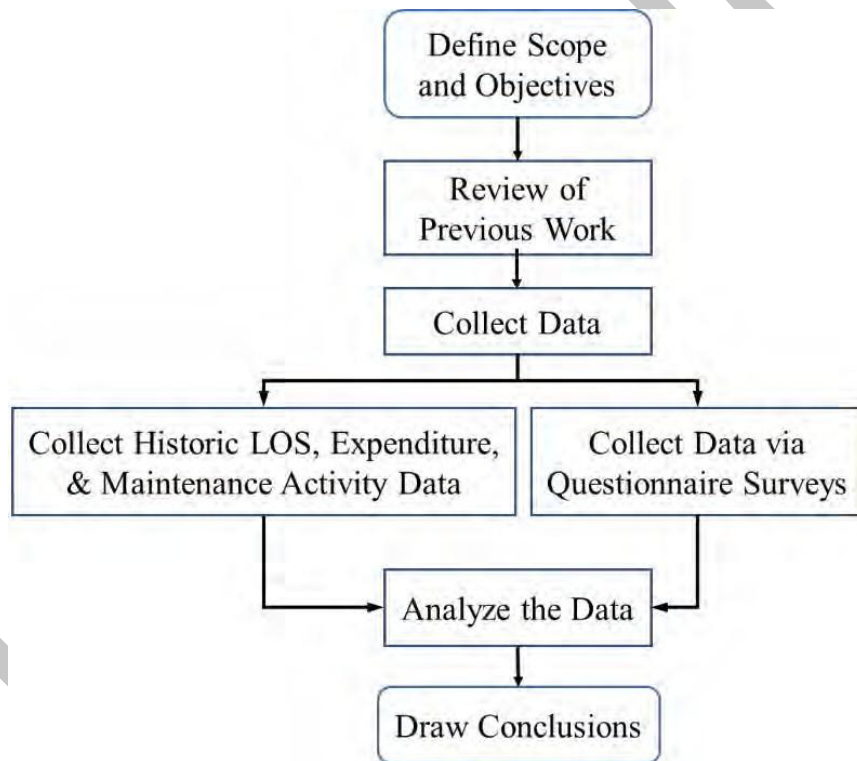 Define Scope
and Objectives
Review of
Previous Work
Collect Data
Collect Historic LOS, Expenditure,
& Maintenance Activity Data
Collect Data via
Questionnaire Surveys
Analyze the Data
Draw Conclusions